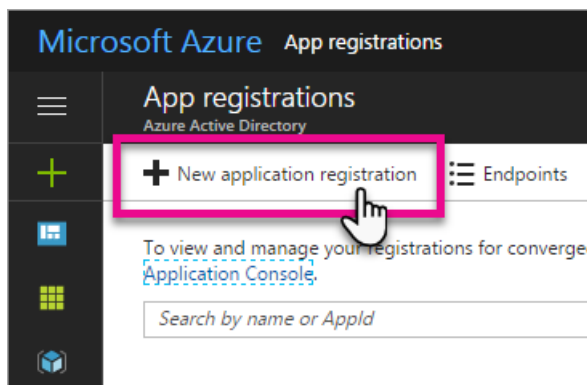 Microsoft Azure App registrations
App registrations
Azure Active Directory
New application registration Endpoints
To view and manage your registrations for converge
Application Console.
Search by name or AppId